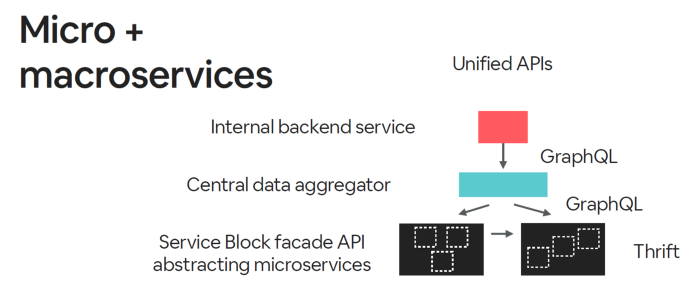 Micro +
macroservices
Unified APIs
Internal backend service
GraphQL
Central data aggregator
GraphQL
Service Block facade API
abstracting microservices
Thrift